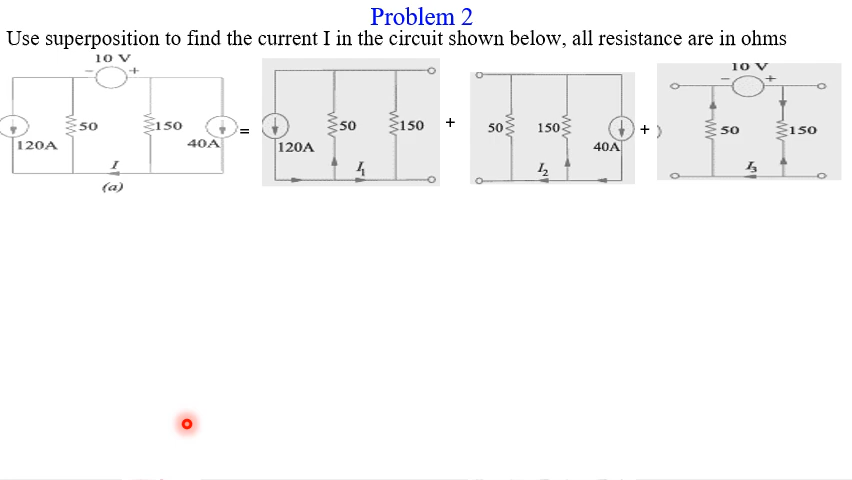 Problem 2
Use superposition to find the current I in the circuit shown below, all resistance are in ohms
10 V
- +
50
150
120A
40A
I
(a)
=
50
150
120A
I1
+
50
150
40A
I2
+ )
10 V
- +
50
150
I3